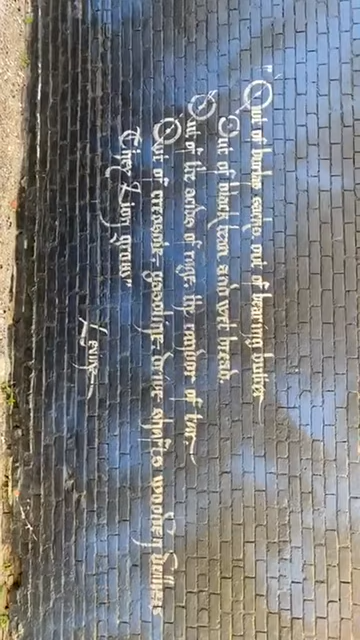 "Out of burlap sacks, out of bearing butter
Out of black bean and wet bread,
Out of the acids of rage, the candor of tar,
Out of creosote, gasoline, drive shafts, wooden dollies
They Lion grow"
Levine